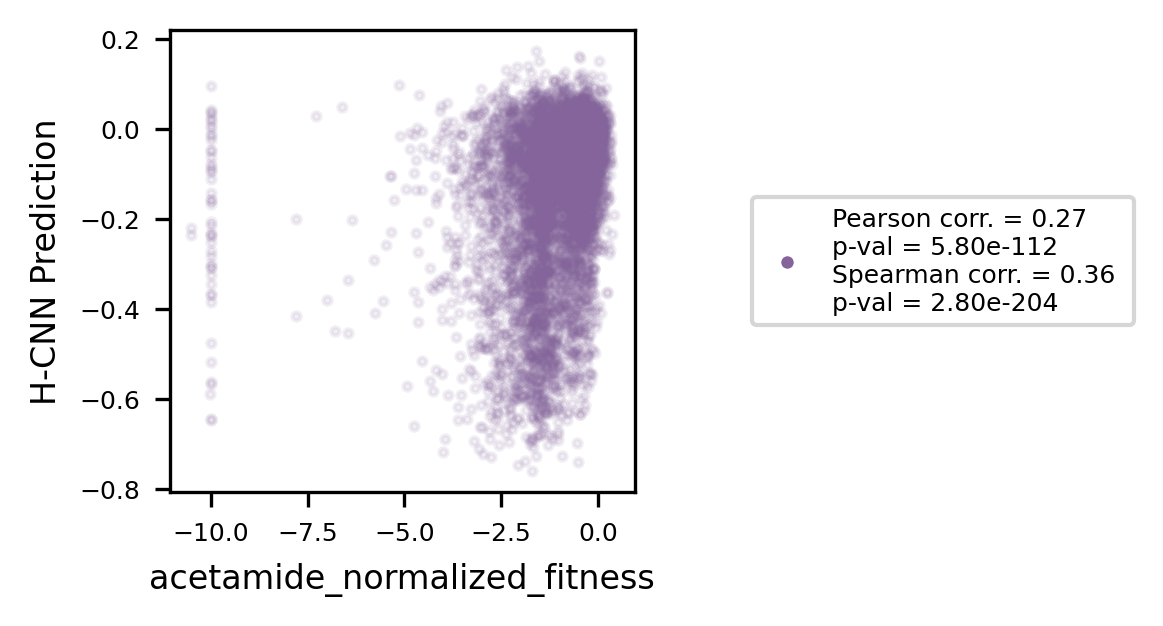 0.2
0.0
−0.2
−0.4
−0.6
−0.8
H-CNN Prediction
−10.0 −7.5 −5.0 −2.5 0.0
acetamide_normalized_fitness
Pearson corr. = 0.27
p-val = 5.80e-112
Spearman corr. = 0.36
p-val = 2.80e-204